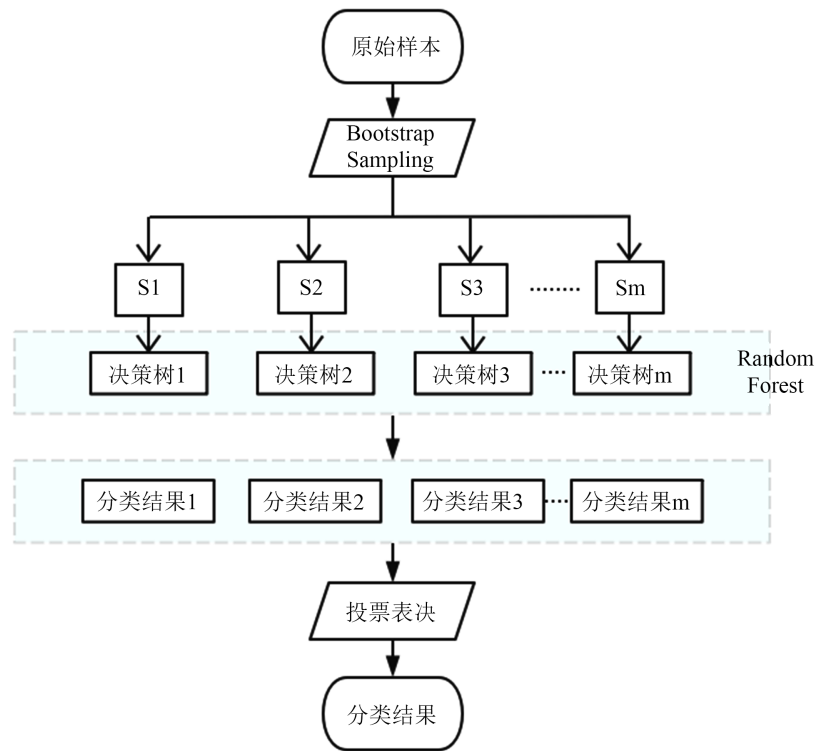 原始样本
Bootstrap
Sampling
S1 S2 S3 ........ Sm
决策树1 决策树2 决策树3 .... 决策树m
Random
Forest
分类结果1 分类结果2 分类结果3 .... 分类结果m
投票表决
分类结果